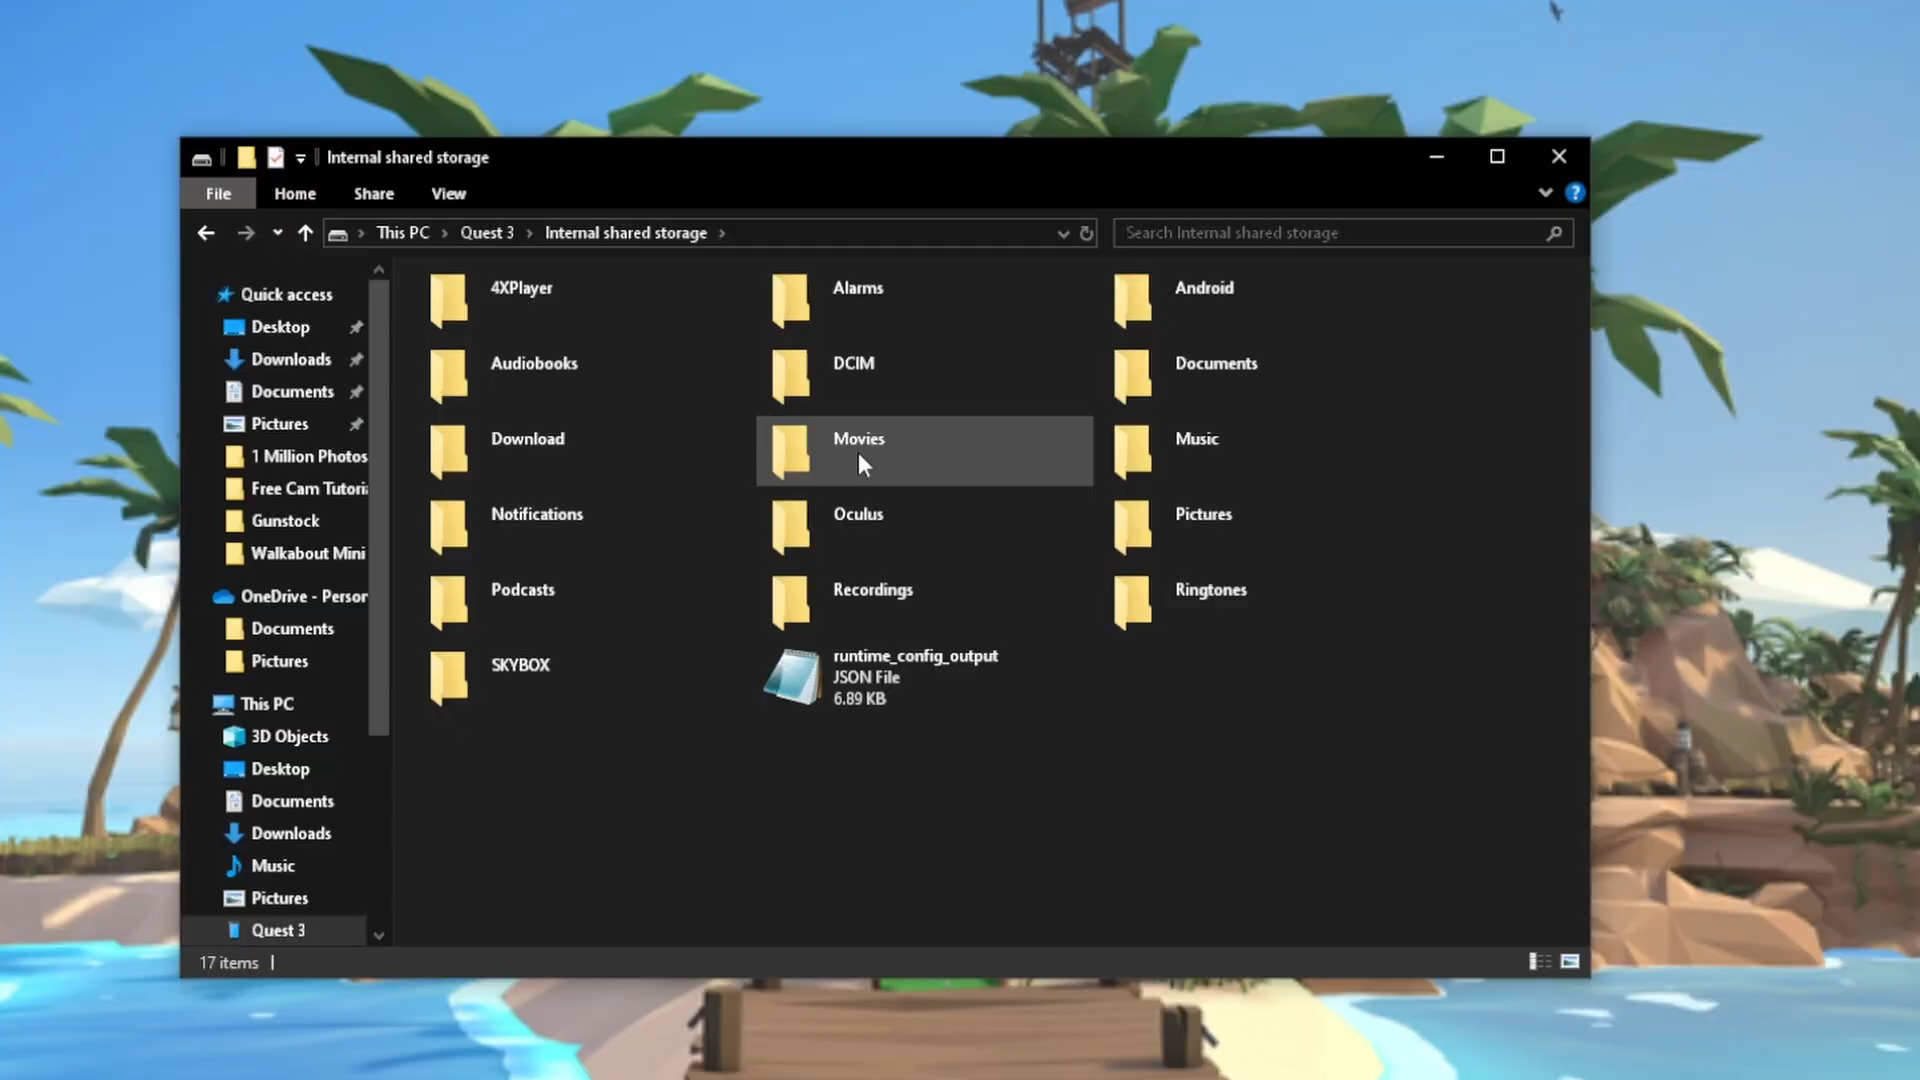 Internal shared storage
File Home Share View
?
This PC Quest 3 Internal shared storage
Search Internal shared storage
Quick access
Desktop
Downloads
Documents
Pictures
1 Million Photos
Free Cam Tutori
Gunstock
Walkabout Mini
OneDrive - Person
Documents
Pictures
This PC
3D Objects
Desktop
Documents
Downloads
Music
Pictures
Quest 3
4XPlayer Alarms Android
Audiobooks DCIM Documents
Download Movies Music
Notifications Oculus Pictures
Podcasts Recordings Ringtones
SKYBOX
runtime_config_output
JSON File
6.89 KB
17 items